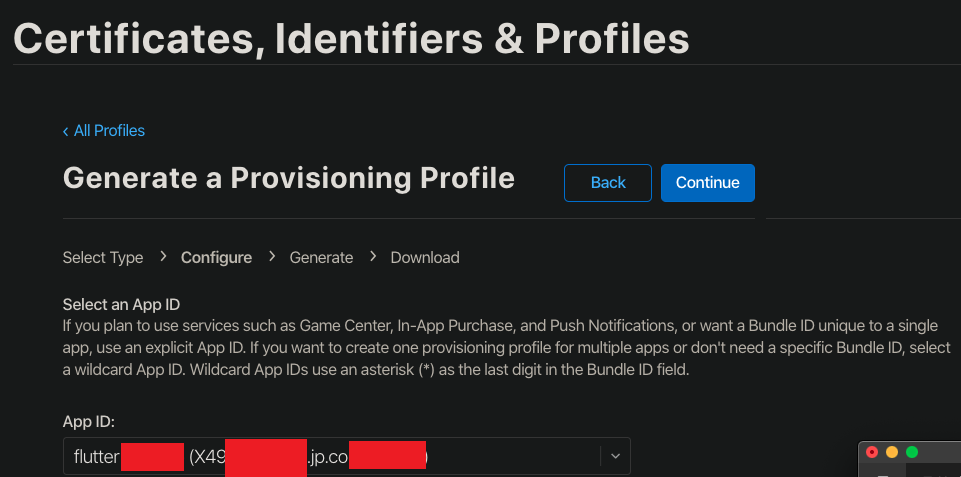 Certificates, Identifiers & Profiles
‹ All Profiles
Generate a Provisioning Profile
Back
Continue
Select Type > Configure > Generate > Download
Select an App ID
If you plan to use services such as Game Center, In-App Purchase, and Push Notifications, or want a Bundle ID unique to a single
app, use an explicit App ID. If you want to create one provisioning profile for multiple apps or don't need a specific Bundle ID, select
a wildcard App ID. Wildcard App IDs use an asterisk (*) as the last digit in the Bundle ID field.
App ID:
flutter (X49 .jp.co )